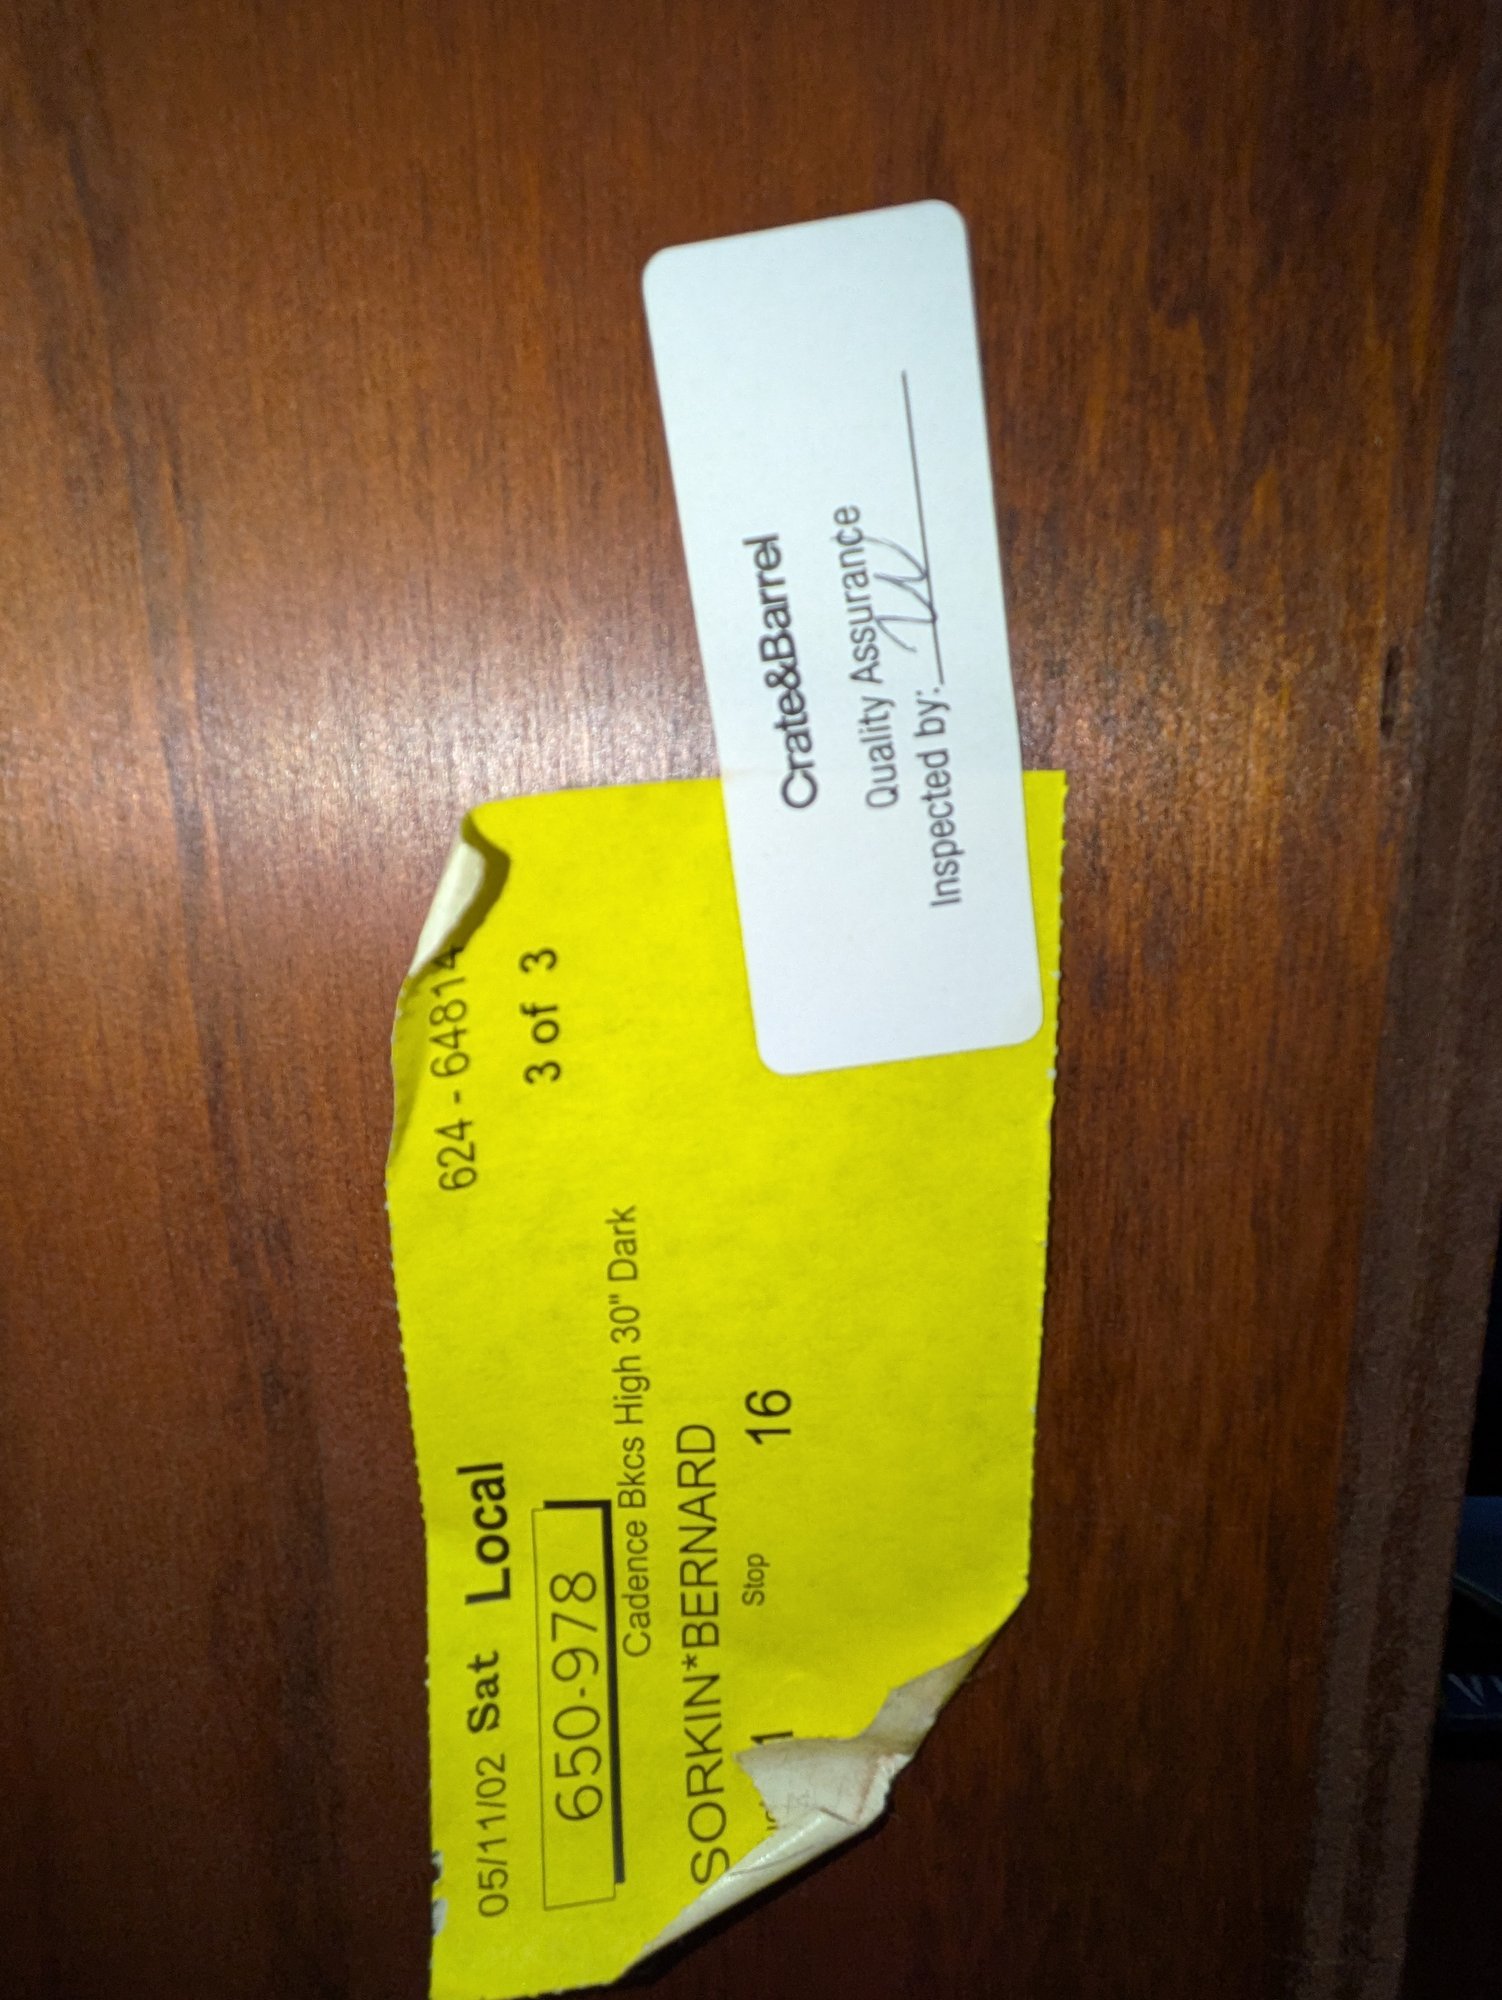 05/11/02 Sat Local 624 - 64814
650-978 3 of 3
Cadence Bkcs High 30" Dark
SORKIN*BERNARD
Stop 16
Crate&Barrel
Quality Assurance
Inspected by: